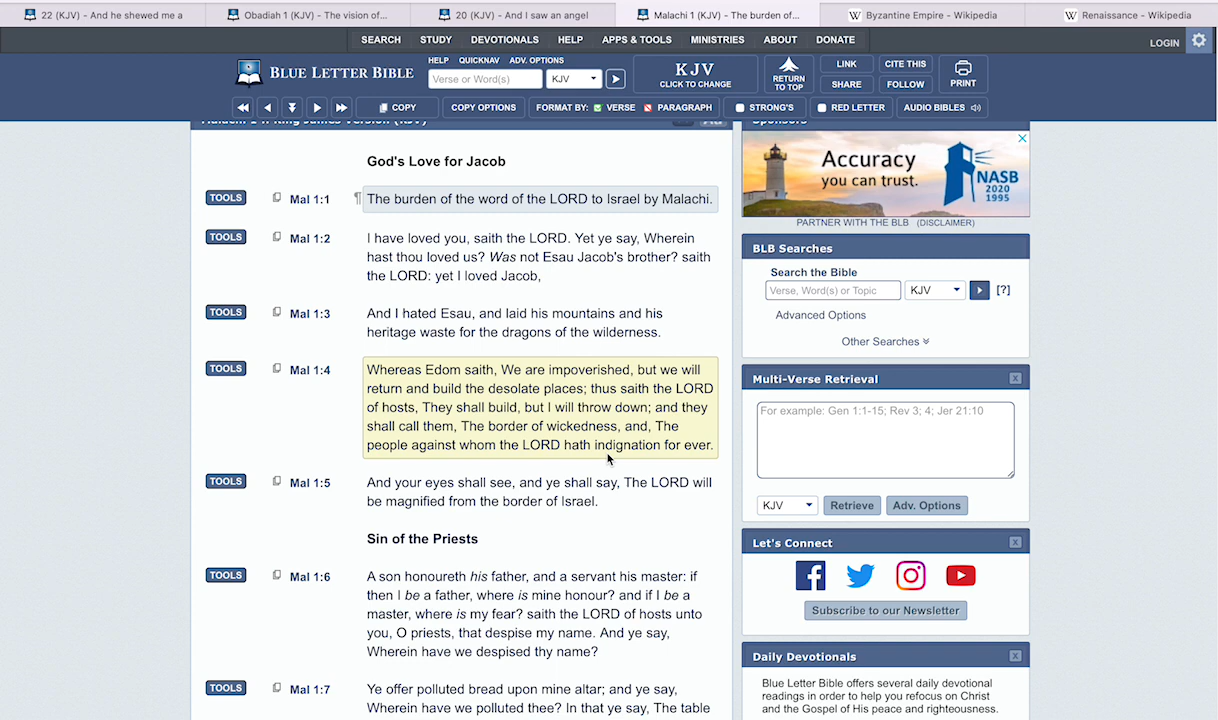 22 (KJV) - And he shewed me a
Obadiah 1 (KJV) - The vision of...
20 (KJV) - And I saw an angel
Malachi 1 (KJV) - The burden of...
Byzantine Empire - Wikipedia
Renaissance - Wikipedia
SEARCH STUDY DEVOTIONALS HELP APPS & TOOLS MINISTRIES ABOUT DONATE
LOGIN
BLUE LETTER BIBLE
HELP QUICKNAV ADV. OPTIONS
Verse or Word(s) KJV
KJV
CLICK TO CHANGE
RETURN
TO TOP
LINK CITE THIS
SHARE FOLLOW
PRINT
COPY COPY OPTIONS FORMAT BY: VERSE PARAGRAPH STRONG'S RED LETTER AUDIO BIBLES
God's Love for Jacob
TOOLS Mal 1:1 ¶ The burden of the word of the LORD to Israel by Malachi.
TOOLS Mal 1:2 I have loved you, saith the LORD. Yet ye say, Wherein
hast thou loved us? Was not Esau Jacob's brother? saith
the LORD: yet I loved Jacob,
TOOLS Mal 1:3 And I hated Esau, and laid his mountains and his
heritage waste for the dragons of the wilderness.
TOOLS Mal 1:4 Whereas Edom saith, We are impoverished, but we will
return and build the desolate places; thus saith the LORD
of hosts, They shall build, but I will throw down; and they
shall call them, The border of wickedness, and, The
people against whom the LORD hath indignation for ever.
TOOLS Mal 1:5 And your eyes shall see, and ye shall say, The LORD will
be magnified from the border of Israel.
Sin of the Priests
TOOLS Mal 1:6 A son honoureth his father, and a servant his master: if
then I be a father, where is mine honour? and if I be a
master, where is my fear? saith the LORD of hosts unto
you, O priests, that despise my name. And ye say,
Wherein have we despised thy name?
TOOLS Mal 1:7 Ye offer polluted bread upon mine altar; and ye say,
Wherein have we polluted thee? In that ye say, The table
Accuracy
you can trust.
NASB
2020
1995
PARTNER WITH THE BLB (DISCLAIMER)
BLB Searches
Search the Bible
Verse, Word(s) or Topic KJV [?]
Advanced Options
Other Searches
Multi-Verse Retrieval X
For example: Gen 1:1-15; Rev 3; 4; Jer 21:10
KJV Retrieve Adv. Options
Let's Connect X
Subscribe to our Newsletter
Daily Devotionals X
Blue Letter Bible offers several daily devotional
readings in order to help you refocus on Christ
and the Gospel of His peace and righteousness.